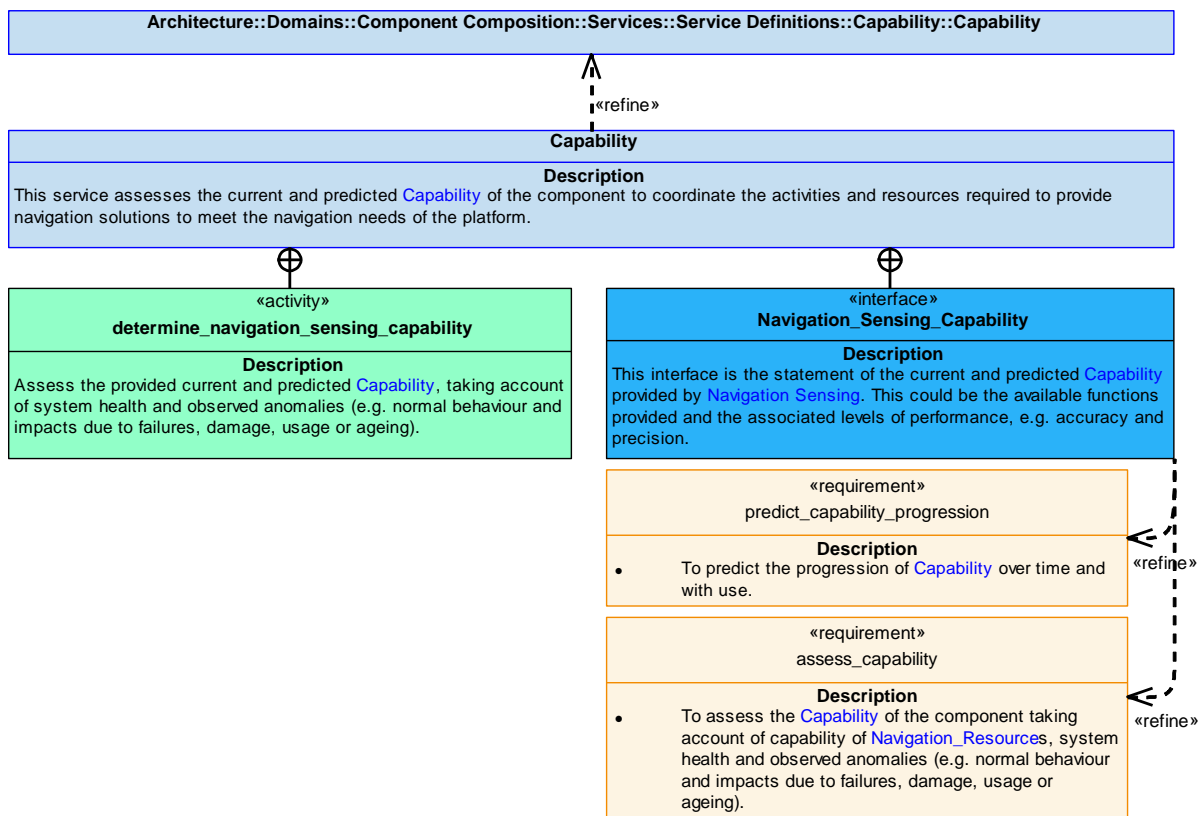 Architecture::Domains::Component Composition::Services::Service Definitions::Capability::Capability
«refine»
Capability
Description
This service assesses the current and predicted Capability of the component to coordinate the activities and resources required to provide
navigation solutions to meet the navigation needs of the platform.
«activity»
determine_navigation_sensing_capability
Description
Assess the provided current and predicted Capability, taking account
of system health and observed anomalies (e.g. normal behaviour and
impacts due to failures, damage, usage or ageing).
«interface»
Navigation_Sensing_Capability
Description
This interface is the statement of the current and predicted Capability
provided by Navigation Sensing. This could be the available functions
provided and the associated levels of performance, e.g. accuracy and
precision.
«requirement»
predict_capability_progression
Description
• To predict the progression of Capability over time and
with use.
«refine»
«requirement»
assess_capability
Description
• To assess the Capability of the component taking
account of capability of Navigation_Resources, system
health and observed anomalies (e.g. normal behaviour
and impacts due to failures, damage, usage or
ageing).
«refine»